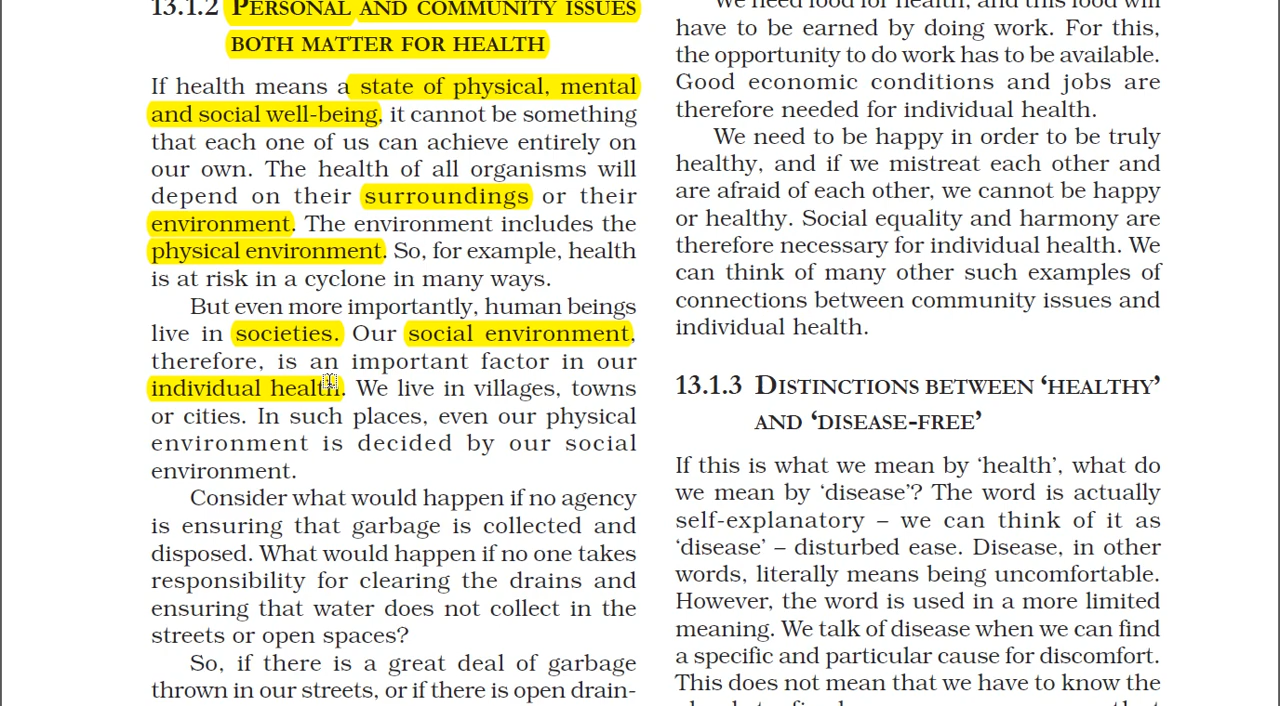 13.1.2 PERSONAL AND COMMUNITY ISSUES
BOTH MATTER FOR HEALTH
If health means a state of physical, mental
and social well-being, it cannot be something
that each one of us can achieve entirely on
our own. The health of all organisms will
depend on their surroundings or their
environment. The environment includes the
physical environment. So, for example, health
is at risk in a cyclone in many ways.
But even more importantly, human beings
live in societies. Our social environment,
therefore, is an important factor in our
individual health. We live in villages, towns
or cities. In such places, even our physical
environment is decided by our social
environment.
Consider what would happen if no agency
is ensuring that garbage is collected and
disposed. What would happen if no one takes
responsibility for clearing the drains and
ensuring that water does not collect in the
streets or open spaces?
So, if there is a great deal of garbage
thrown in our streets, or if there is open drain-
We need food for health, and this food will
have to be earned by doing work. For this,
the opportunity to do work has to be available.
Good economic conditions and jobs are
therefore needed for individual health.
We need to be happy in order to be truly
healthy, and if we mistreat each other and
are afraid of each other, we cannot be happy
or healthy. Social equality and harmony are
therefore necessary for individual health. We
can think of many other such examples of
connections between community issues and
individual health.
13.1.3 DISTINCTIONS BETWEEN ‘HEALTHY’
AND ‘DISEASE-FREE’
If this is what we mean by ‘health’, what do
we mean by ‘disease’? The word is actually
self-explanatory – we can think of it as
‘disease’ – disturbed ease. Disease, in other
words, literally means being uncomfortable.
However, the word is used in a more limited
meaning. We talk of disease when we can find
a specific and particular cause for discomfort.
This does not mean that we have to know the